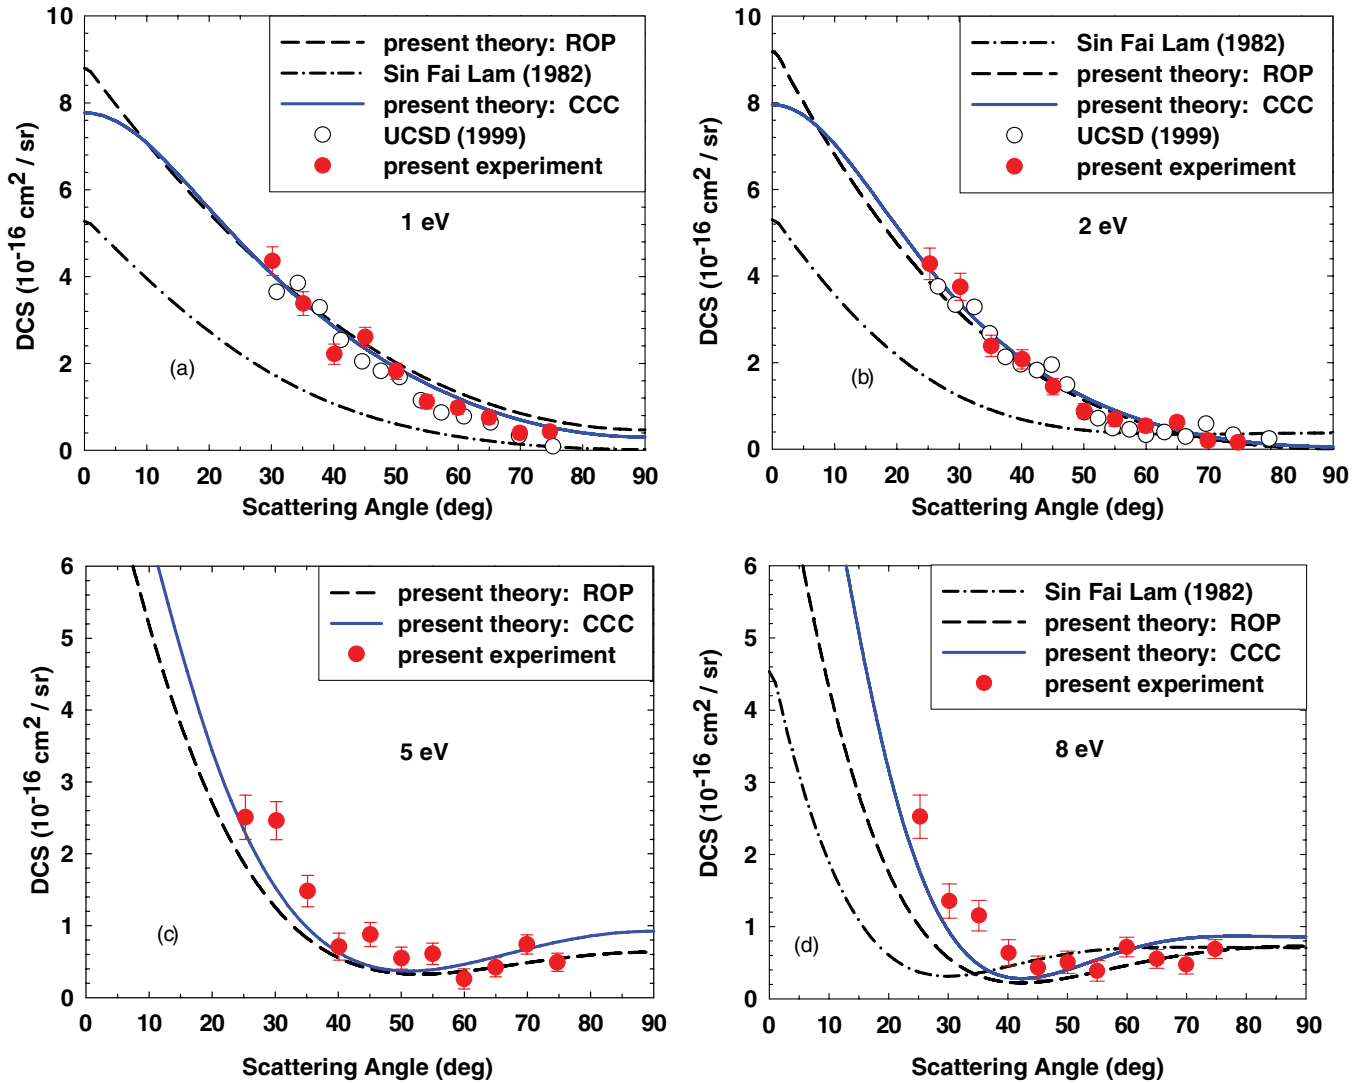 10
8
6
4
2
0
DCS (10⁻¹⁶ cm² / sr)
present theory: ROP
Sin Fai Lam (1982)
present theory: CCC
UCSD (1999)
present experiment
1 eV
(a)
0 10 20 30 40 50 60 70 80 90
Scattering Angle (deg)
10
8
6
4
2
0
DCS (10⁻¹⁶ cm² / sr)
Sin Fai Lam (1982)
present theory: ROP
present theory: CCC
UCSD (1999)
present experiment
2 eV
(b)
0 10 20 30 40 50 60 70 80 90
Scattering Angle (deg)
6
5
4
3
2
1
0
DCS (10⁻¹⁶ cm² / sr)
present theory: ROP
present theory: CCC
present experiment
5 eV
(c)
0 10 20 30 40 50 60 70 80 90
Scattering Angle (deg)
6
5
4
3
2
1
0
DCS (10⁻¹⁶ cm² / sr)
Sin Fai Lam (1982)
present theory: ROP
present theory: CCC
present experiment
8 eV
(d)
0 10 20 30 40 50 60 70 80 90
Scattering Angle (deg)